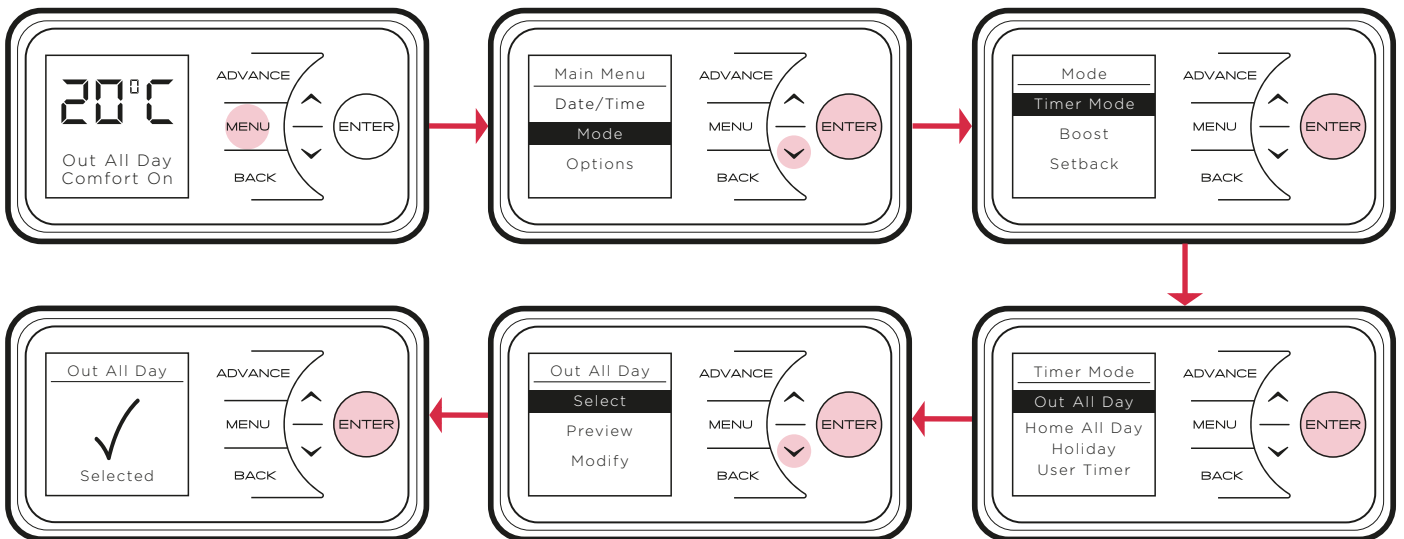 20°C
Out All Day
Comfort On
ADVANCE
MENU
BACK
ENTER
Main Menu
Date/Time
Mode
Options
ADVANCE
MENU
BACK
ENTER
Mode
Timer Mode
Boost
Setback
ADVANCE
MENU
BACK
ENTER
Timer Mode
Out All Day
Home All Day
Holiday
User Timer
ADVANCE
MENU
BACK
ENTER
Out All Day
Select
Preview
Modify
ADVANCE
MENU
BACK
ENTER
Out All Day
Selected
ADVANCE
MENU
BACK
ENTER